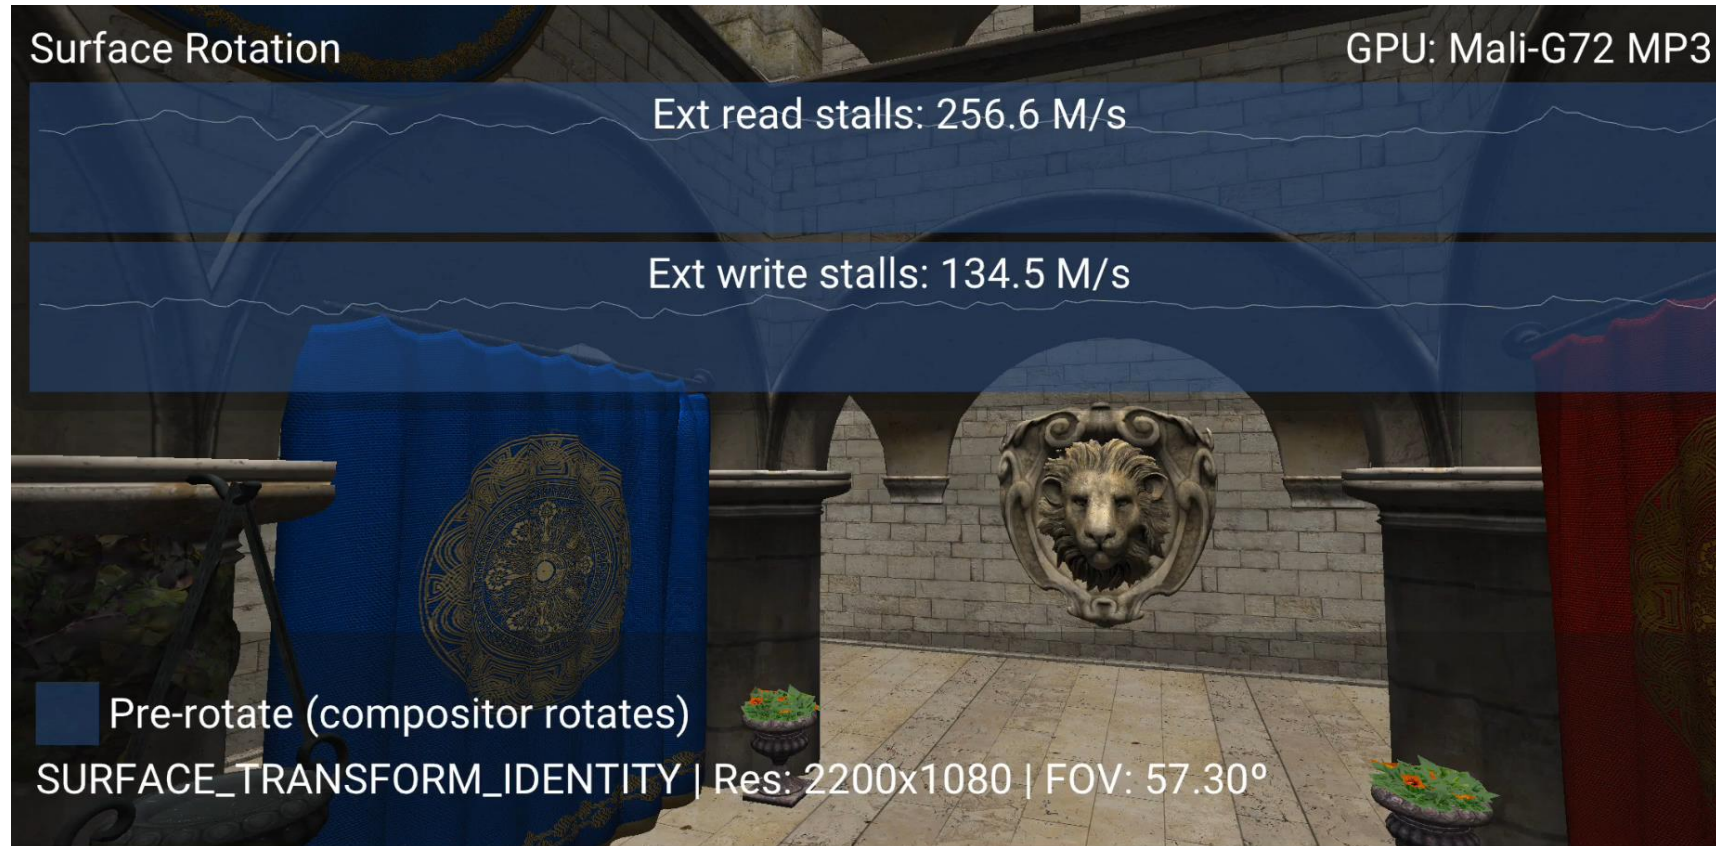 Surface Rotation
GPU: Mali-G72 MP3
Ext read stalls: 256.6 M/s
Ext write stalls: 134.5 M/s
Pre-rotate (compositor rotates)
SURFACE_TRANSFORM_IDENTITY | Res: 2200x1080 | FOV: 57.30º